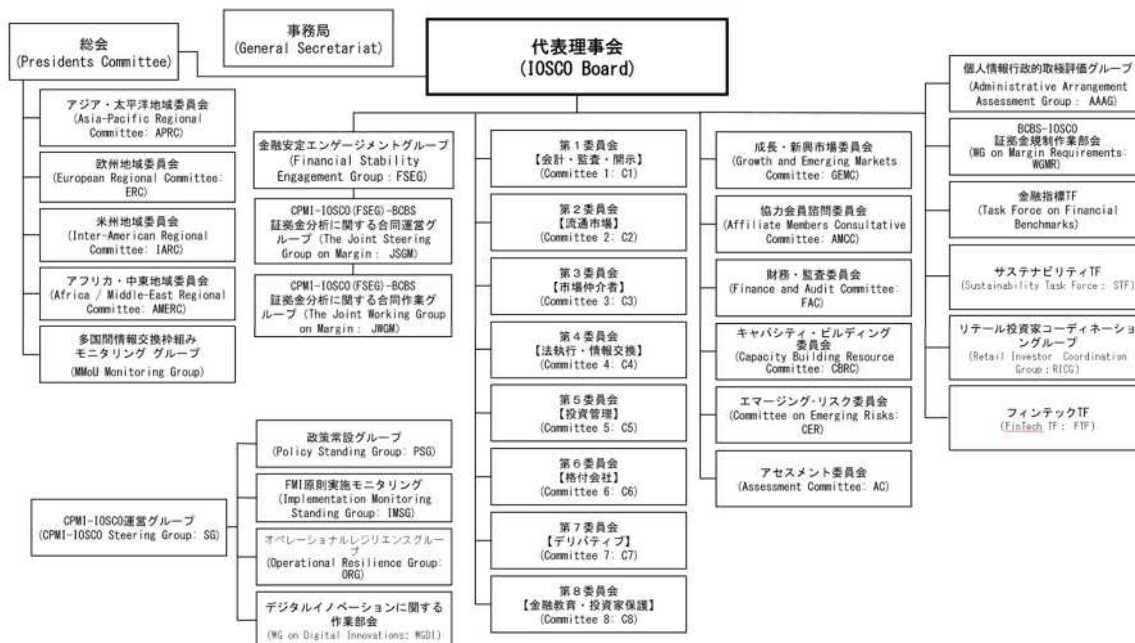 総会
(Presidents Committee)
事務局
(General Secretariat)
代表理事会
(IOSCO Board)
アジア・太平洋地域委員会
(Asia-Pacific Regional
Committee: APRC)
欧州地域委員会
(European Regional Committee:
ERC)
米州地域委員会
(Inter-American Regional
Committee: IARC)
アフリカ・中東地域委員会
(Africa / Middle-East Regional
Committee: AMERC)
多国間情報交換枠組み
モニタリング グループ
(MMoU Monitoring Group)
金融安定エンゲージメントグループ
(Financial Stability
Engagement Group : FSEG)
CPMI-IOSCO(FSEG)-BCBS
証拠金分析に関する合同運営グ
ループ (The Joint Steering
Group on Margin : JSGM)
CPMI-IOSCO(FSEG)-BCBS
証拠金分析に関する合同作業グ
ループ (The Joint Working Group
on Margin : JWGM)
第1委員会
【会計・監査・開示】
(Committee 1: C1)
第2委員会
【流通市場】
(Committee 2: C2)
第3委員会
【市場仲介者】
(Committee 3: C3)
第4委員会
【法執行・情報交換】
(Committee 4: C4)
第5委員会
【投資管理】
(Committee 5: C5)
第6委員会
【格付会社】
(Committee 6: C6)
第7委員会
【デリバティブ】
(Committee 7: C7)
第8委員会
【金融教育・投資家保護】
(Committee 8: C8)
成長・新興市場委員会
(Growth and Emerging Markets
Committee: GEMC)
協力会員諮問委員会
(Affiliate Members Consultative
Committee: AMCC)
財務・監査委員会
(Finance and Audit Committee:
FAC)
キャパシティ・ビルディング
委員会
(Capacity Building Resource
Committee: CBRC)
エマージング・リスク委員会
(Committee on Emerging Risks:
CER)
アセスメント委員会
(Assessment Committee: AC)
個人情報行政的取極評価グループ
(Administrative Arrangement
Assessment Group : AAAG)
BCBS-IOSCO
証拠金規制作業部会
(WG on Margin Requirements:
WGMR)
金融指標TF
(Task Force on Financial
Benchmarks)
サステナビリティTF
(Sustainability Task Force : STF)
リテール投資家コーディネーショ
ングループ
(Retail Investor Coordination
Group:RICG)
フィンテックTF
(FinTech TF : FTF)
CPMI-IOSCO運営グループ
(CPMI-IOSCO Steering Group: SG)
政策常設グループ
(Policy Standing Group: PSG)
FMI原則実施モニタリング
(Implementation Monitoring
Standing Group: IMSG)
オペレーショナルレジリエンスグルー
プ
(Operational Resilience Group:
ORG)
デジタルイノベーションに関する
作業部会
(WG on Digital Innovations: WGDI)